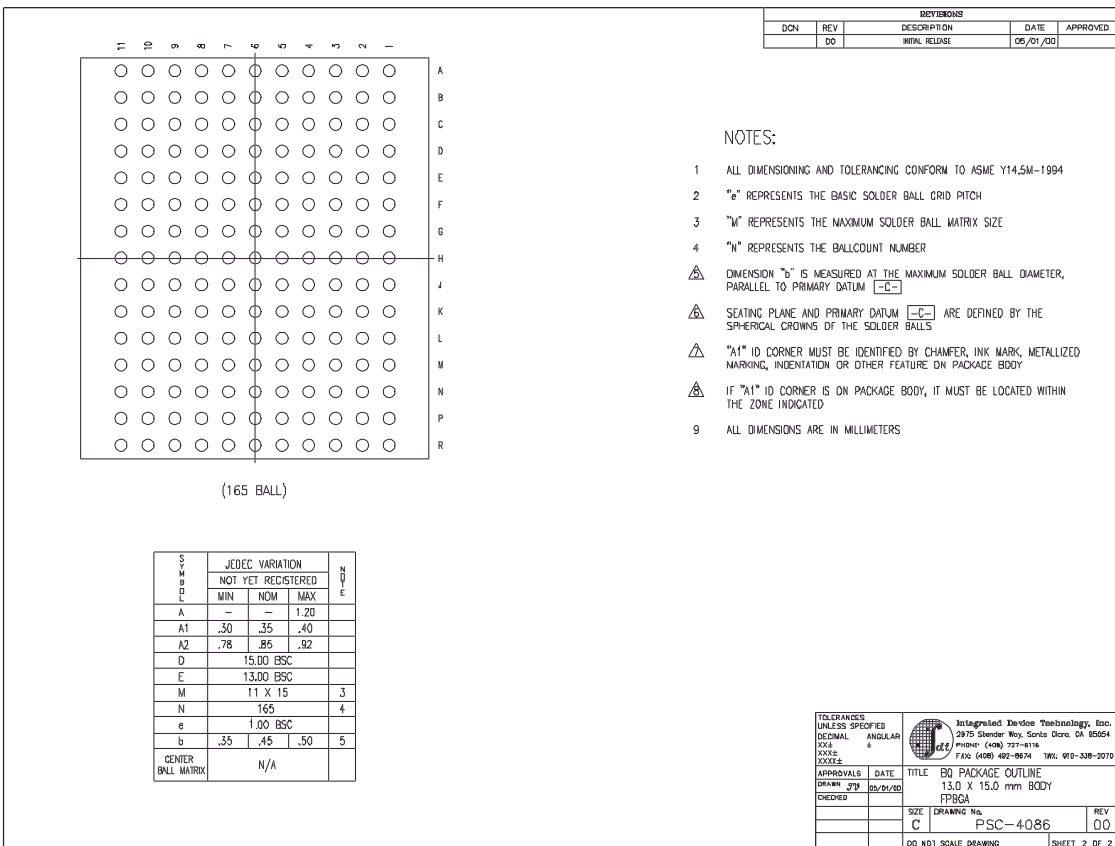 REVISIONS
DCN REV DESCRIPTION DATE APPROVED
00 INITIAL RELEASE 05/01/00
11 10 9 8 7 6 5 4 3 2 1
A
B
C
D
E
F
G
H
J
K
L
M
N
P
R
(165 BALL)
NOTES:
1 ALL DIMENSIONING AND TOLERANCING CONFORM TO ASME Y14.5M-1994
2 "e" REPRESENTS THE BASIC SOLDER BALL GRID PITCH
3 "M" REPRESENTS THE MAXIMUM SOLDER BALL MATRIX SIZE
4 "N" REPRESENTS THE BALLCOUNT NUMBER
5 DIMENSION "b" IS MEASURED AT THE MAXIMUM SOLDER BALL DIAMETER,
PARALLEL TO PRIMARY DATUM -C-
6 SEATING PLANE AND PRIMARY DATUM -C- ARE DEFINED BY THE
SPHERICAL CROWNS OF THE SOLDER BALLS
7 "A1" ID CORNER MUST BE IDENTIFIED BY CHAMFER, INK MARK, METALLIZED
MARKING, INDENTATION OR OTHER FEATURE ON PACKAGE BODY
8 IF "A1" ID CORNER IS ON PACKAGE BODY, IT MUST BE LOCATED WITHIN
THE ZONE INDICATED
9 ALL DIMENSIONS ARE IN MILLIMETERS
SYMBOL JEDEC VARIATION NOTE
NOT YET REGISTERED
MIN NOM MAX
A – – 1.20
A1 .30 .35 .40
A2 .78 .85 .92
D 15.00 BSC
E 13.00 BSC
M 11 X 15 3
N 165 4
e 1.00 BSC
b .35 .45 .50 5
CENTER
BALL MATRIX N/A
TOLERANCES
UNLESS SPECIFIED
DECIMAL ANGULAR
XX± ±
XXX±
XXXX±
idt
Integrated Device Technology, Inc.
2975 Stender Way, Santa Clara, CA 95054
PHONE: (408) 727-6116
FAX: (408) 492-8674 TWX: 910-338-2070
APPROVALS DATE
DRAWN 05/01/00
CHECKED
TITLE BQ PACKAGE OUTLINE
13.0 X 15.0 mm BODY
FPBGA
SIZE DRAWING No. REV
C PSC-4086 00
DO NOT SCALE DRAWING SHEET 2 OF 2